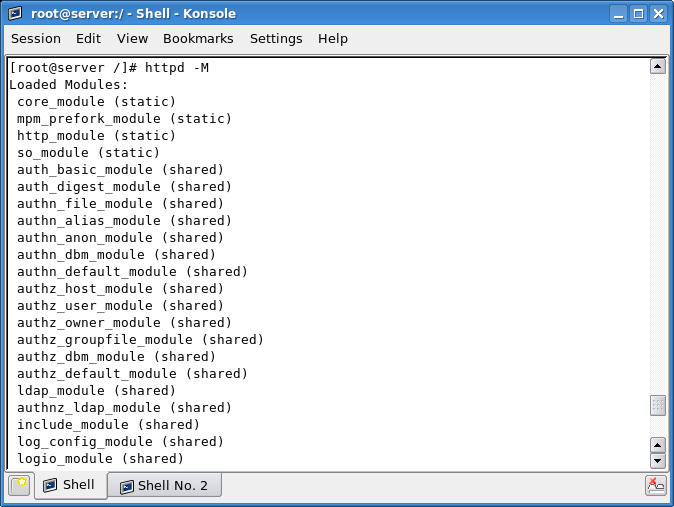 root@server:/ - Shell - Konsole
Session Edit View Bookmarks Settings Help
[root@server /]# httpd -M
Loaded Modules:
 core_module (static)
 mpm_prefork_module (static)
 http_module (static)
 so_module (static)
 auth_basic_module (shared)
 auth_digest_module (shared)
 authn_file_module (shared)
 authn_alias_module (shared)
 authn_anon_module (shared)
 authn_dbm_module (shared)
 authn_default_module (shared)
 authz_host_module (shared)
 authz_user_module (shared)
 authz_owner_module (shared)
 authz_groupfile_module (shared)
 authz_dbm_module (shared)
 authz_default_module (shared)
 ldap_module (shared)
 authnz_ldap_module (shared)
 include_module (shared)
 log_config_module (shared)
 logio_module (shared)
Shell Shell No. 2